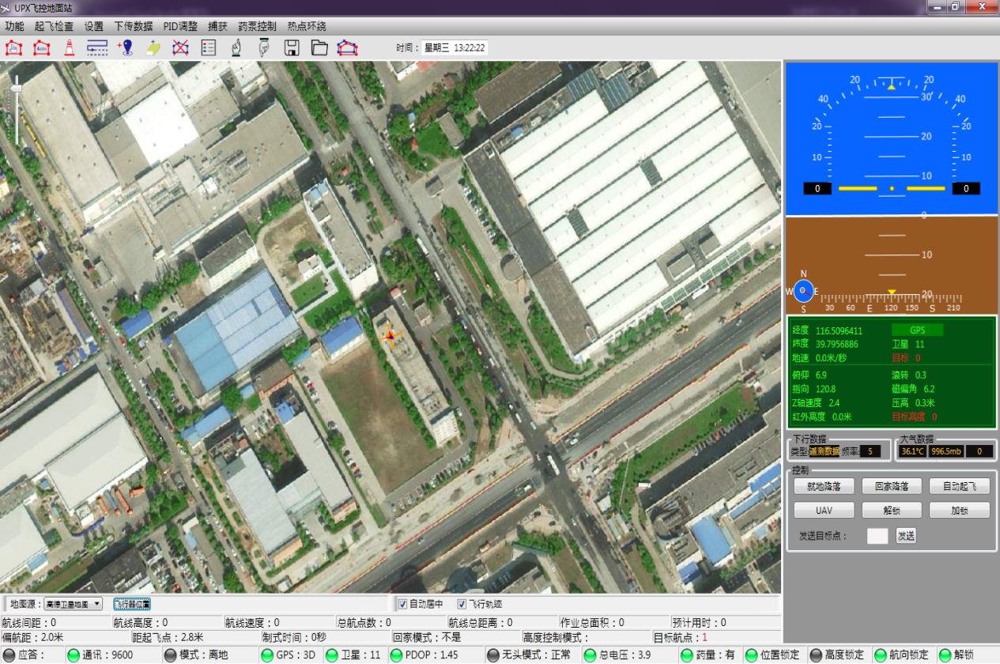 UPX飞控地面站
功能 起飞检查 设置 下传数据 PID调整 捕获 药泵控制 热点环绕
Auto 时间： 星期三 13:22:22
20 20
40 30 40
20 20 20
10 10 10
0 0
0
10
20
N
W E
S
30 60 E 120 150 S 210
经度 116.5096411 GPS
纬度 39.7956886 卫星 11
地速 0.0米/秒 目标 0
俯仰 6.9 滚转 0.3
指向 120.8 磁偏角 6.2
Z轴速度 2.4 压高 0.3米
红外高度 0.0米 目标高度 0
下行数据 大气数据
类型 遥测数据 频率: 5 36.1℃ 996.5mb 0
控制
就地降落 回家降落 自动起飞
UAV 解锁 加锁
发送目标点： 发送
地图源： 高德卫星地图 飞行器位置 自动居中 飞行轨迹
航线间距：0 航线高度：0 航线速度：0 总航点数：0 航线总距离：0 作业总面积：0 预计用时：0
偏航距：2.0米 距起飞点：2.8米 制式时间：0秒 回家模式：不是 高度控制模式： 目标航点：1
应答： 通讯：9600 模式：离地 GPS：3D 卫星：11 PDOP：1.45 无头模式：正常 总电压：3.9 药量：有 位置锁定 高度锁定 航向锁定 解锁